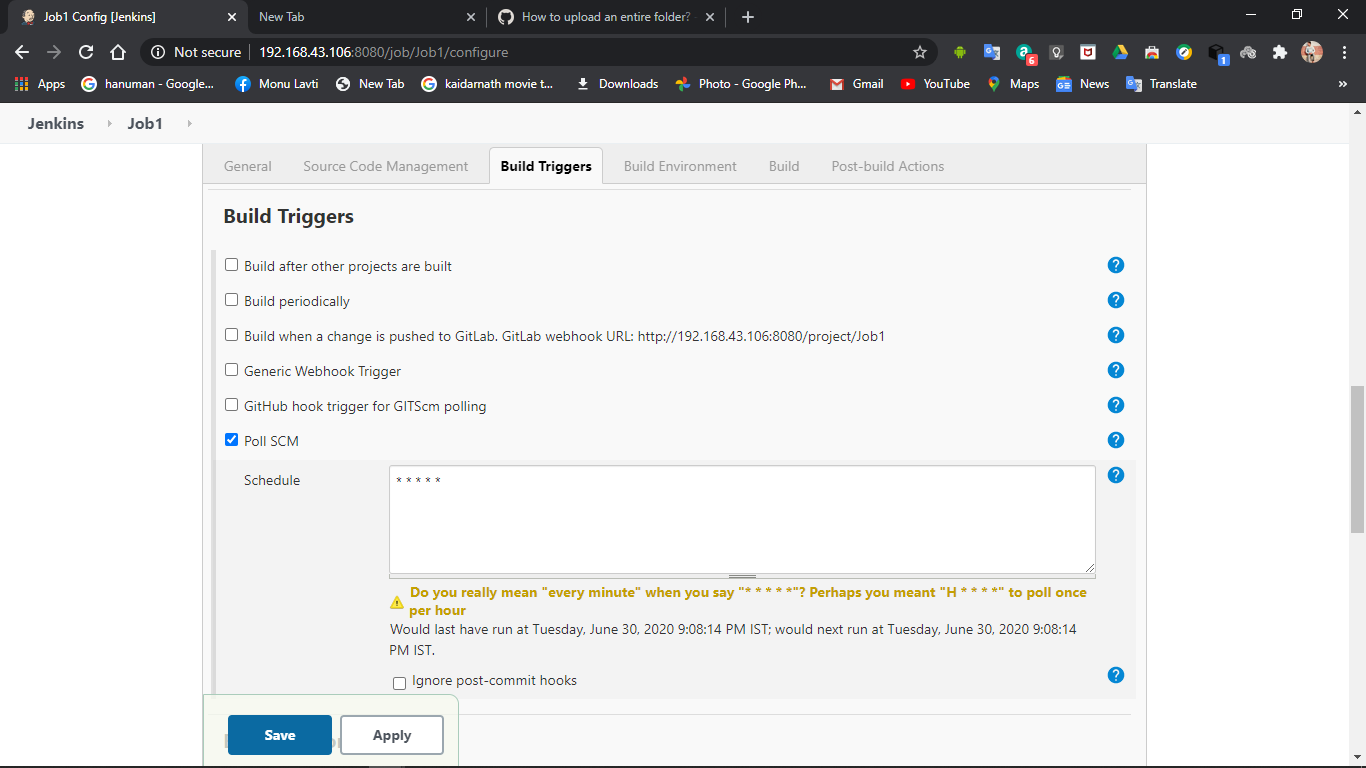 Job1 Config [Jenkins]
New Tab
How to upload an entire folder?
Not secure
192.168.43.106:8080/job/Job1/configure
6
1
Apps
hanuman - Google...
Monu Lavti
New Tab
kaidarnath movie t...
Downloads
Photo - Google Ph...
Gmail
YouTube
Maps
News
Translate
»
Jenkins
Job1
General
Source Code Management
Build Triggers
Build Environment
Build
Post-build Actions
Build Triggers
Build after other projects are built
Build periodically
Build when a change is pushed to GitLab. GitLab webhook URL: http://192.168.43.106:8080/project/Job1
Generic Webhook Trigger
GitHub hook trigger for GITScm polling
Poll SCM
Schedule
* * * * *
Do you really mean "every minute" when you say "* * * * *"? Perhaps you meant "H * * * *" to poll once
per hour
Would last have run at Tuesday, June 30, 2020 9:08:14 PM IST; would next run at Tuesday, June 30, 2020 9:08:14
PM IST.
Ignore post-commit hooks
Save
Apply